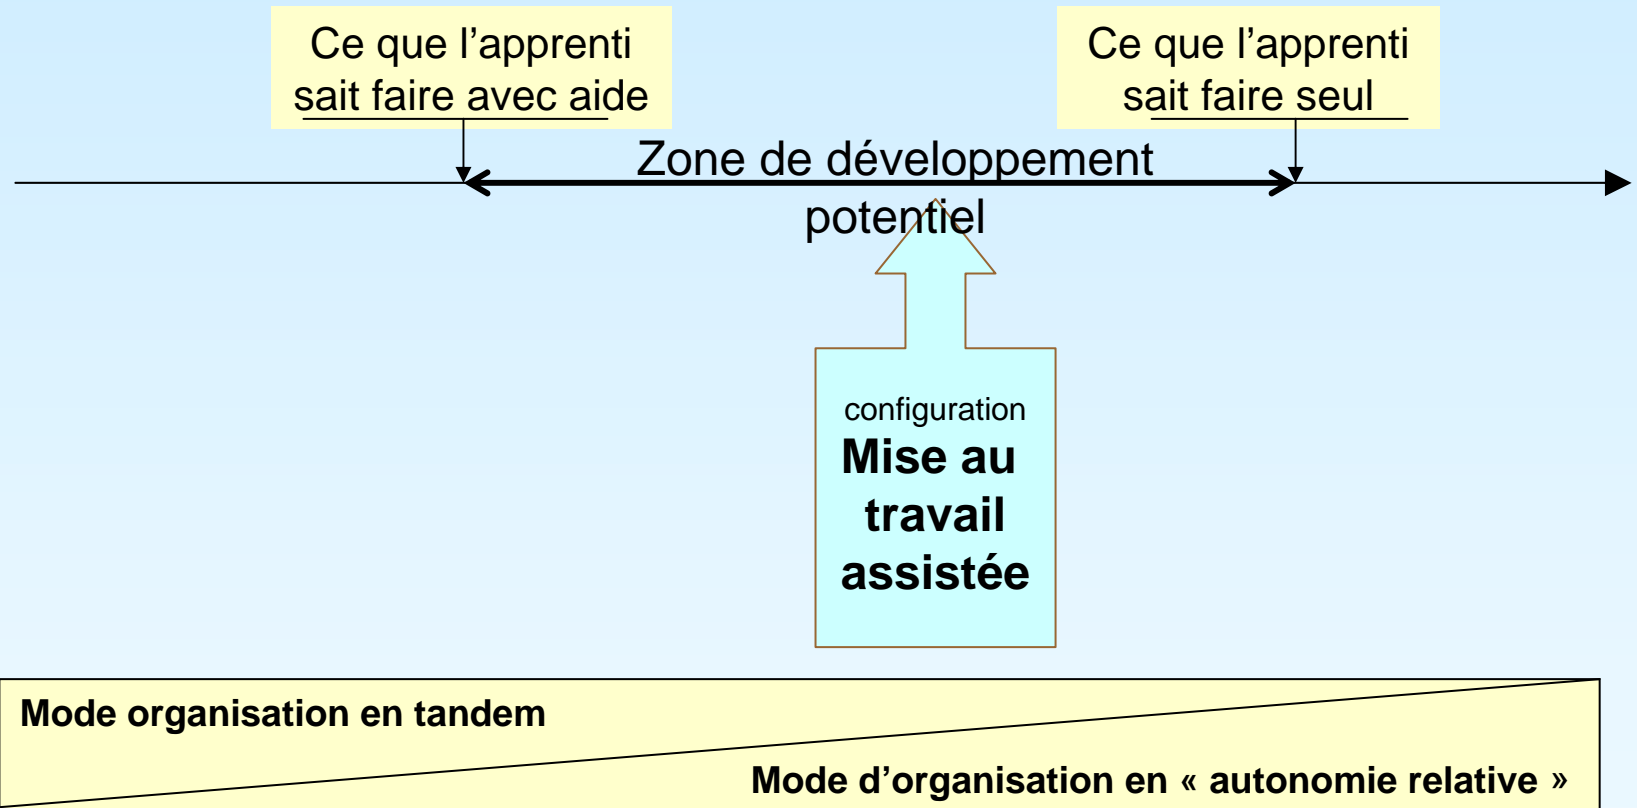 Ce que l’apprenti
sait faire avec aide
Ce que l’apprenti
sait faire seul
Zone de développement
potentiel
configuration
Mise au
travail
assistée
Mode organisation en tandem
Mode d’organisation en « autonomie relative »